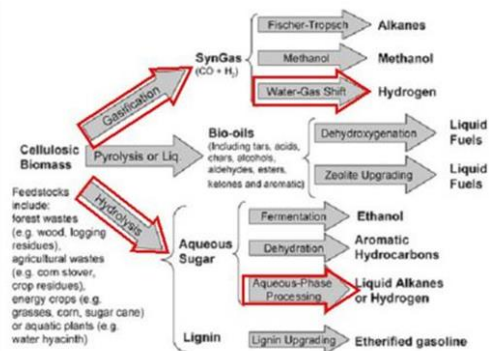 Fischer-Tropsch
Alkanes
SynGas
(CO + H₂)
Methanol
Methanol
Water-Gas Shift
Hydrogen
Gasification
Cellulosic
Biomass
Pyrolysis or Liq.
Bio-oils
(Including tars, acids,
chars, alcohols,
aldehydes, esters,
ketones and aromatic)
Dehydroxygenation
Liquid
Fuels
Zeolite Upgrading
Liquid
Fuels
Hydrolysis
Feedstocks
include:
forest wastes
(e.g. wood, logging
residues),
agricultural wastes
(e.g. corn stover,
crop residues),
energy crops (e.g.
grasses, corn, sugar cane)
or aquatic plants (e.g.
water hyacinth)
Aqueous
Sugar
Fermentation
Ethanol
Dehydration
Aromatic
Hydrocarbons
Aqueous-Phase
Processing
Liquid Alkanes
or Hydrogen
Lignin
Lignin Upgrading
Etherified gasoline